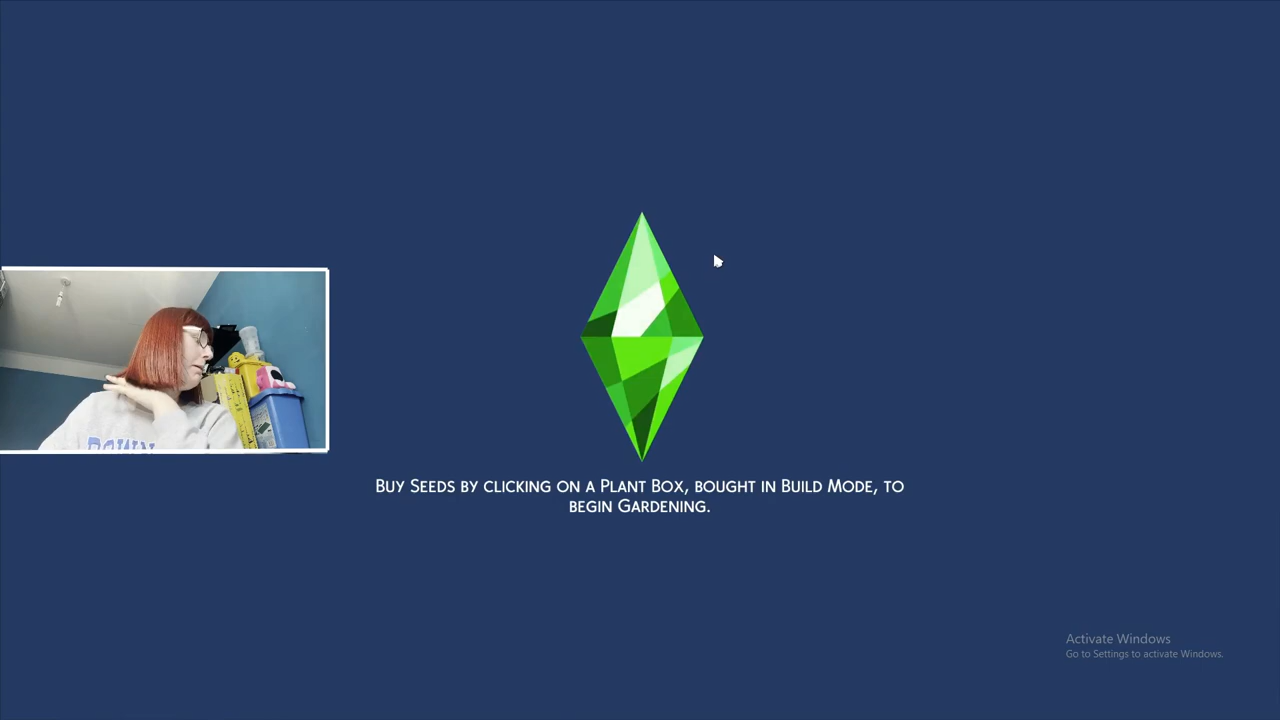 BUY SEEDS BY CLICKING ON A PLANT BOX, BOUGHT IN BUILD MODE, TO
BEGIN GARDENING.
Activate Windows
Go to Settings to activate Windows.